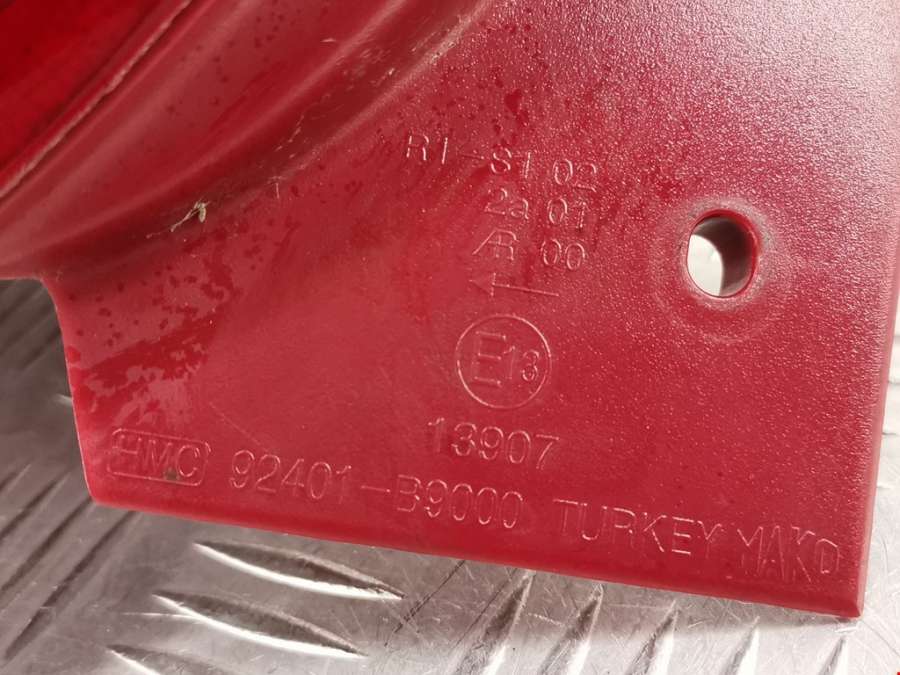 R1-S1 02
2a 01
AR 00
E13
13907
HMC 92401-B9000 TURKEY MAKO